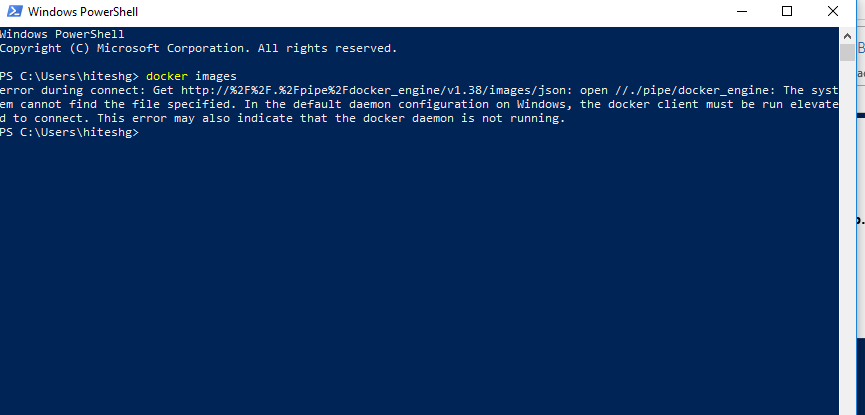 Windows PowerShell
Windows PowerShell
Copyright (C) Microsoft Corporation. All rights reserved.
PS C:\Users\hiteshg> docker images
error during connect: Get http://%2F%2F.%2Fpipe%2Fdocker_engine/v1.38/images/json: open //./pipe/docker_engine: The syst
em cannot find the file specified. In the default daemon configuration on Windows, the docker client must be run elevate
d to connect. This error may also indicate that the docker daemon is not running.
PS C:\Users\hiteshg>